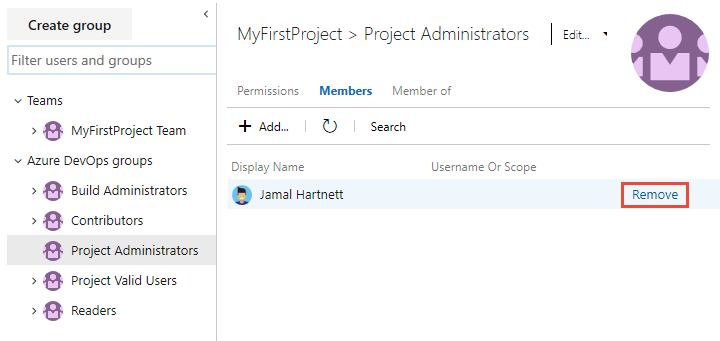 Create group
Filter users and groups
Teams
MyFirstProject Team
Azure DevOps groups
Build Administrators
Contributors
Project Administrators
Project Valid Users
Readers
MyFirstProject > Project Administrators
Edit...
Permissions Members Member of
+ Add... Search
Display Name Username Or Scope
Jamal Hartnett Remove